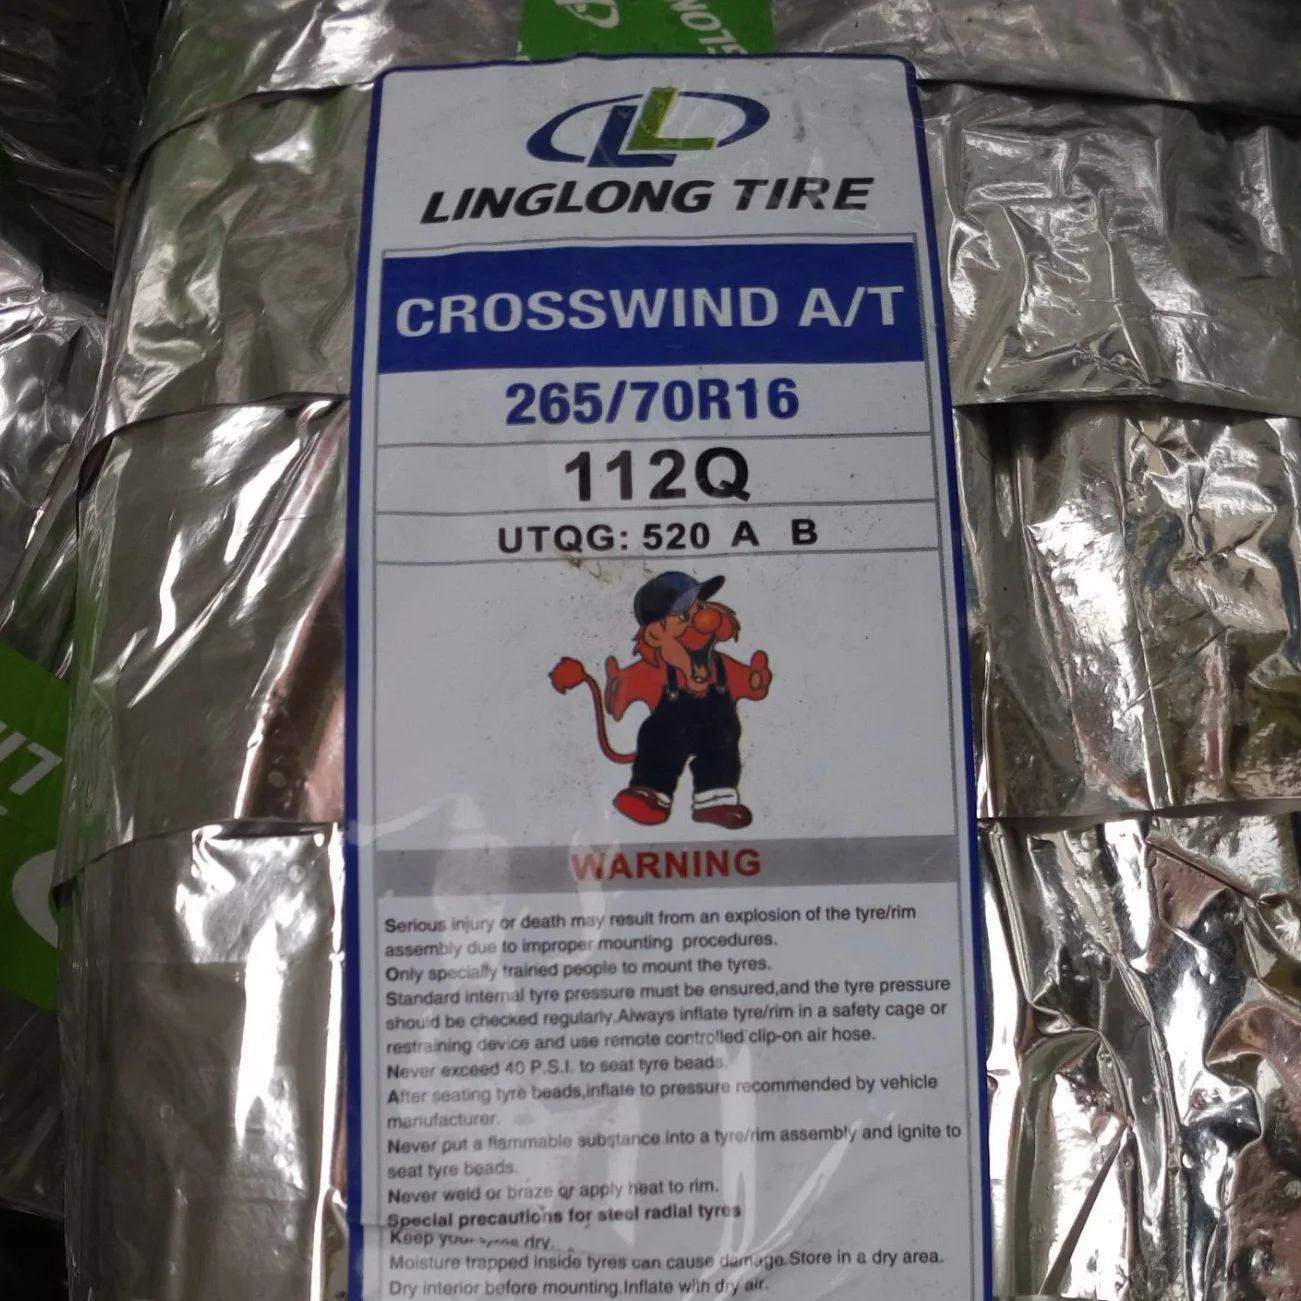 LL
LINGLONG TIRE
CROSSWIND A/T
265/70R16
112Q
UTQG: 520 A B
WARNING
Serious injury or death may result from an explosion of the tyre/rim
assembly due to improper mounting procedures.
Only specially trained people to mount the tyres.
Standard internal tyre pressure must be ensured,and the tyre pressure
should be checked regularly.Always inflate tyre/rim in a safety cage or
restraining device and use remote controlled clip-on air hose.
Never exceed 40 P.S.I. to seat tyre beads.
After seating tyre beads,inflate to pressure recommended by vehicle
manufacturer.
Never put a flammable substance into a tyre/rim assembly and ignite to
seat tyre beads.
Never weld or braze or apply heat to rim.
Special precautions for steel radial tyres
Keep your tyres dry.
Moisture trapped inside tyres can cause damage.Store in a dry area.
Dry interior before mounting.Inflate with dry air.